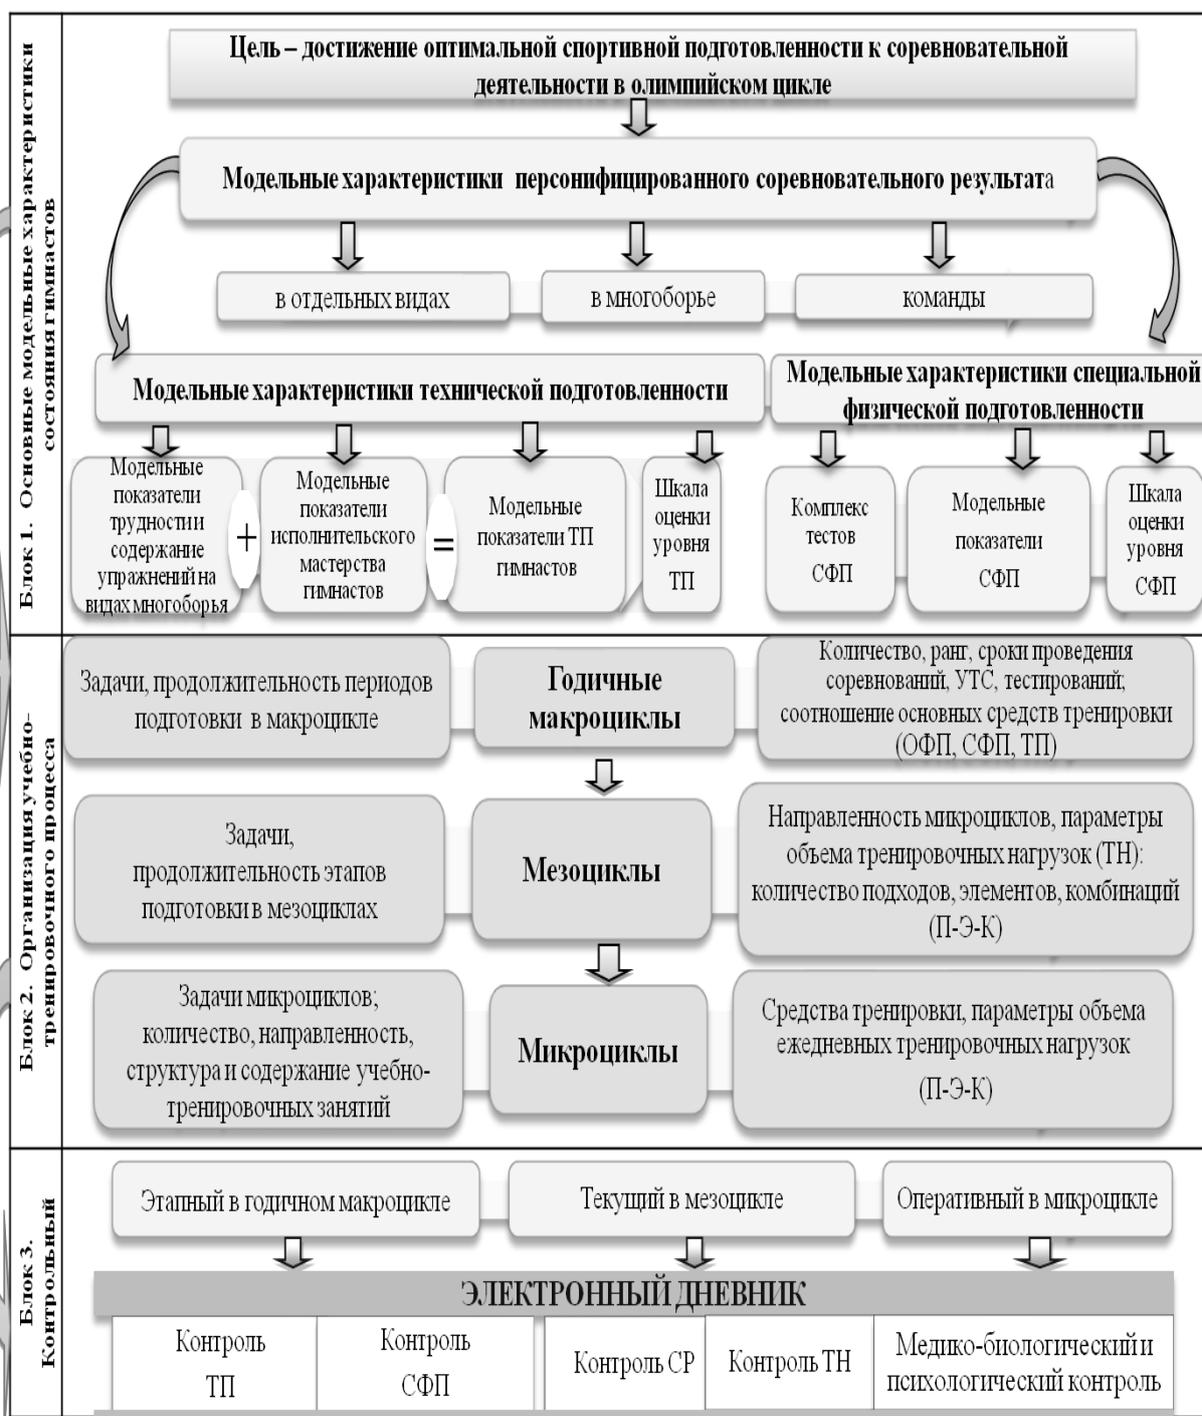 Блок 1. Основные модельные характеристики
состояния гимнастов
Цель – достижение оптимальной спортивной подготовленности к соревновательной
деятельности в олимпийском цикле
Модельные характеристики персонифицированного соревновательного результата
в отдельных видах
в многоборье
команды
Модельные характеристики технической подготовленности
Модельные характеристики специальной
физической подготовленности
Модельные
показатели
трудности и
содержание
упражнений на
видах многоборья
+
Модельные
показатели
исполнительского
мастерства
гимнастов
=
Модельные
показатели ТП
гимнастов
Шкала
оценки
уровня
ТП
Комплекс
тестов
СФП
Модельные
показатели
СФП
Шкала
оценки
уровня
СФП
Блок 2. Организация учебно-
тренировочного процесса
Задачи, продолжительность периодов
подготовки в макроцикле
Годичные
макроциклы
Количество, ранг, сроки проведения
соревнований, УТС, тестирований;
соотношение основных средств тренировки
(ОФП, СФП, ТП)
Задачи,
продолжительность этапов
подготовки в мезоциклах
Мезоциклы
Направленность микроциклов, параметры
объема тренировочных нагрузок (ТН):
количество подходов, элементов, комбинаций
(П-Э-К)
Задачи микроциклов;
количество, направленность,
структура и содержание учебно-
тренировочных занятий
Микроциклы
Средства тренировки, параметры объема
ежедневных тренировочных нагрузок
(П-Э-К)
Блок 3.
Контрольный
Этапный в годичном макроцикле
Текущий в мезоцикле
Оперативный в микроцикле
ЭЛЕКТРОННЫЙ ДНЕВНИК
Контроль
ТП
Контроль
СФП
Контроль СР
Контроль ТН
Медико-биологический и
психологический контроль